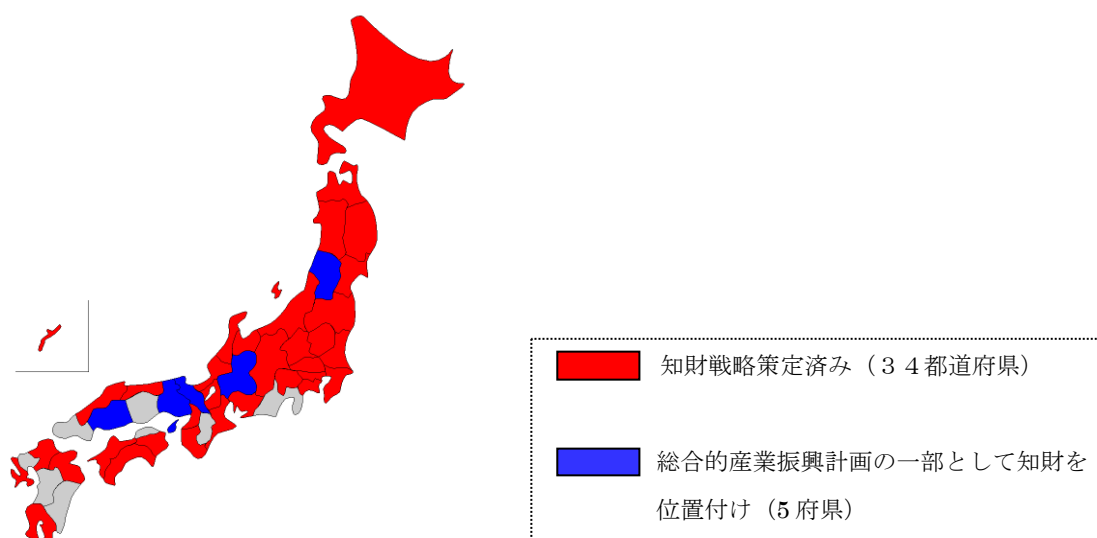 知財戦略策定済み（３４都道府県）
総合的産業振興計画の一部として知財を
位置付け（5 府県）